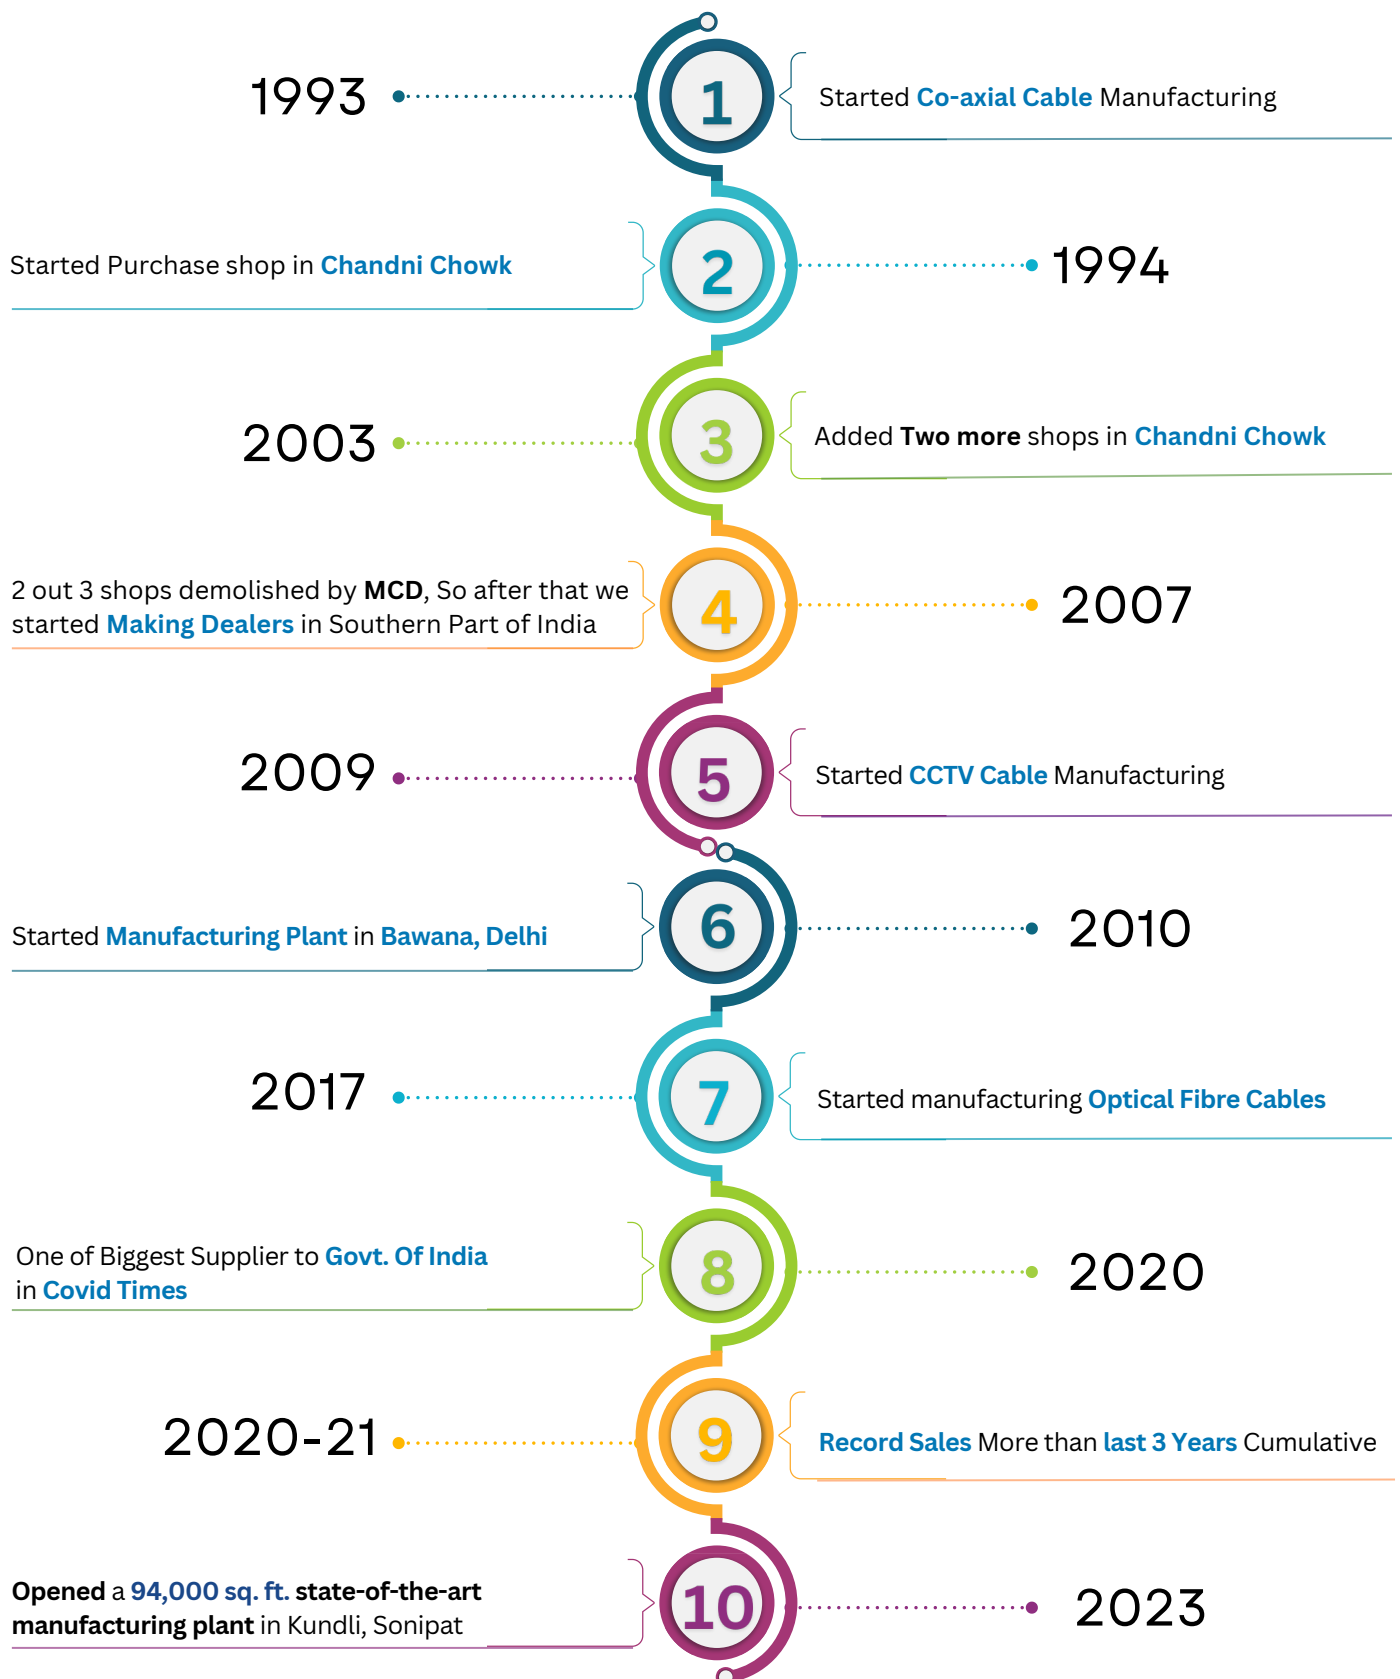 1993
1
Started Co-axial Cable Manufacturing
Started Purchase shop in Chandni Chowk
2
1994
2003
3
Added Two more shops in Chandni Chowk
2 out 3 shops demolished by MCD, So after that we
started Making Dealers in Southern Part of India
4
2007
2009
5
Started CCTV Cable Manufacturing
Started Manufacturing Plant in Bawana, Delhi
6
2010
2017
7
Started manufacturing Optical Fibre Cables
One of Biggest Supplier to Govt. Of India
in Covid Times
8
2020
2020-21
9
Record Sales More than last 3 Years Cumulative
Opened a 94,000 sq. ft. state-of-the-art
manufacturing plant in Kundli, Sonipat
10
2023